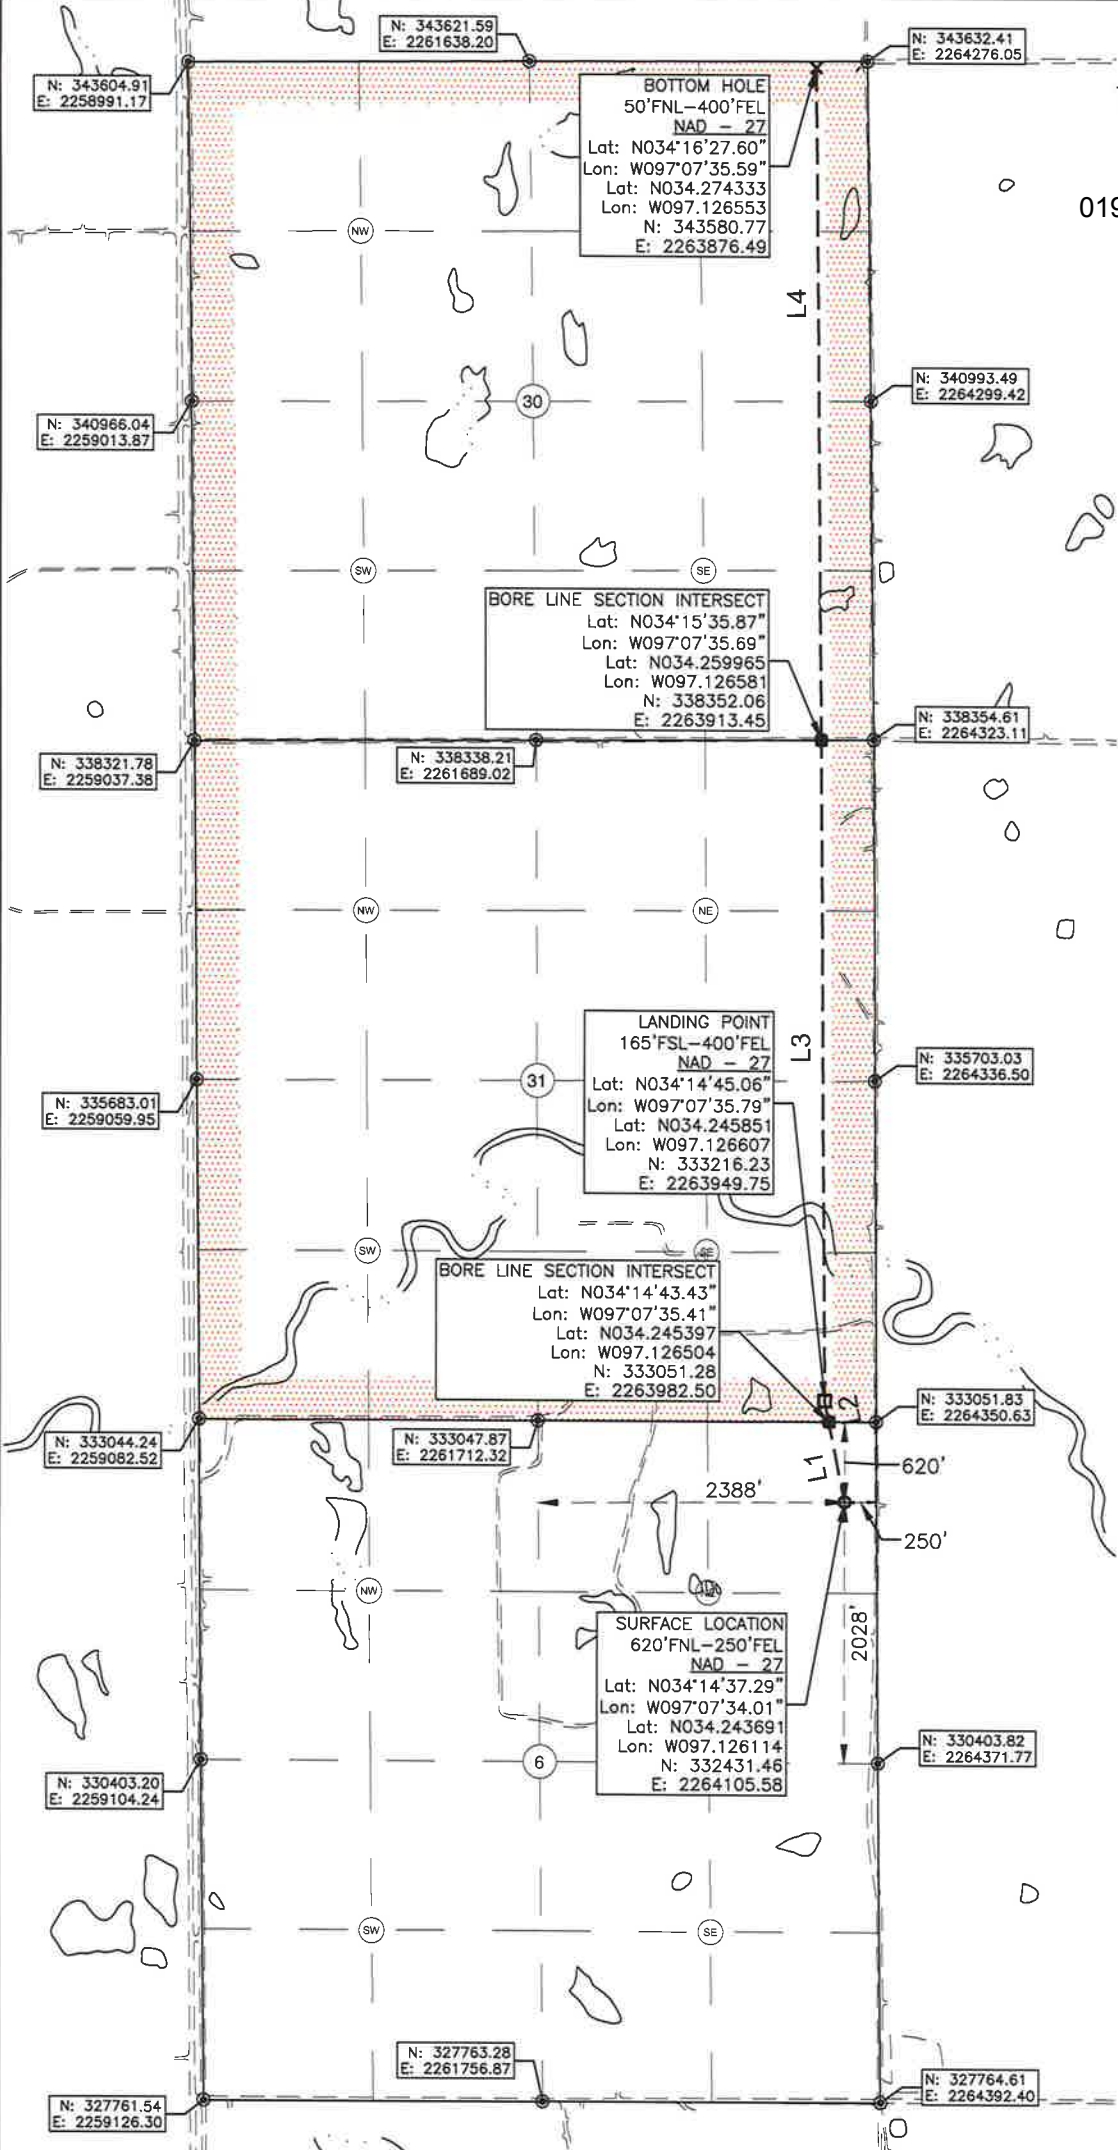 N: 343621.59
E: 2261638.20
N: 343632.41
E: 2264276.05
N: 343604.91
E: 2258991.17
BOTTOM HOLE
50'FNL-400'FEL
NAD - 27
Lat: N034°16'27.60"
Lon: W097°07'35.59"
Lat: N034.274333
Lon: W097.126553
N: 343580.77
E: 2263876.49
019
NW
L4
N: 340993.49
E: 2264299.42
30
N: 340966.04
E: 2259013.87
SW
SE
BORE LINE SECTION INTERSECT
Lat: N034°15'35.87"
Lon: W097°07'35.69"
Lat: N034.259965
Lon: W097.126581
N: 338352.06
E: 2263913.45
N: 338354.61
E: 2264323.11
N: 338321.78
E: 2259037.38
N: 338338.21
E: 2261689.02
NW
NE
LANDING POINT
165'FSL-400'FEL
NAD - 27
Lat: N034°14'45.06"
Lon: W097°07'35.79"
Lat: N034.245851
Lon: W097.126607
N: 333216.23
E: 2263949.75
L3
N: 335703.03
E: 2264336.50
31
N: 335683.01
E: 2259059.95
SW
SE
BORE LINE SECTION INTERSECT
Lat: N034°14'43.43"
Lon: W097°07'35.41"
Lat: N034.245397
Lon: W097.126504
N: 333051.28
E: 2263982.50
L2
N: 333051.83
E: 2264350.63
N: 333044.24
E: 2259082.52
N: 333047.87
E: 2261712.32
L1
620'
2388'
250'
NW
2028'
SURFACE LOCATION
620'FNL-250'FEL
NAD - 27
Lat: N034°14'37.29"
Lon: W097°07'34.01"
Lat: N034.243691
Lon: W097.126114
N: 332431.46
E: 2264105.58
N: 330403.82
E: 2264371.77
6
N: 330403.20
E: 2259104.24
SW
SE
N: 327763.28
E: 2261756.87
N: 327764.61
E: 2264392.40
N: 327761.54
E: 2259126.30